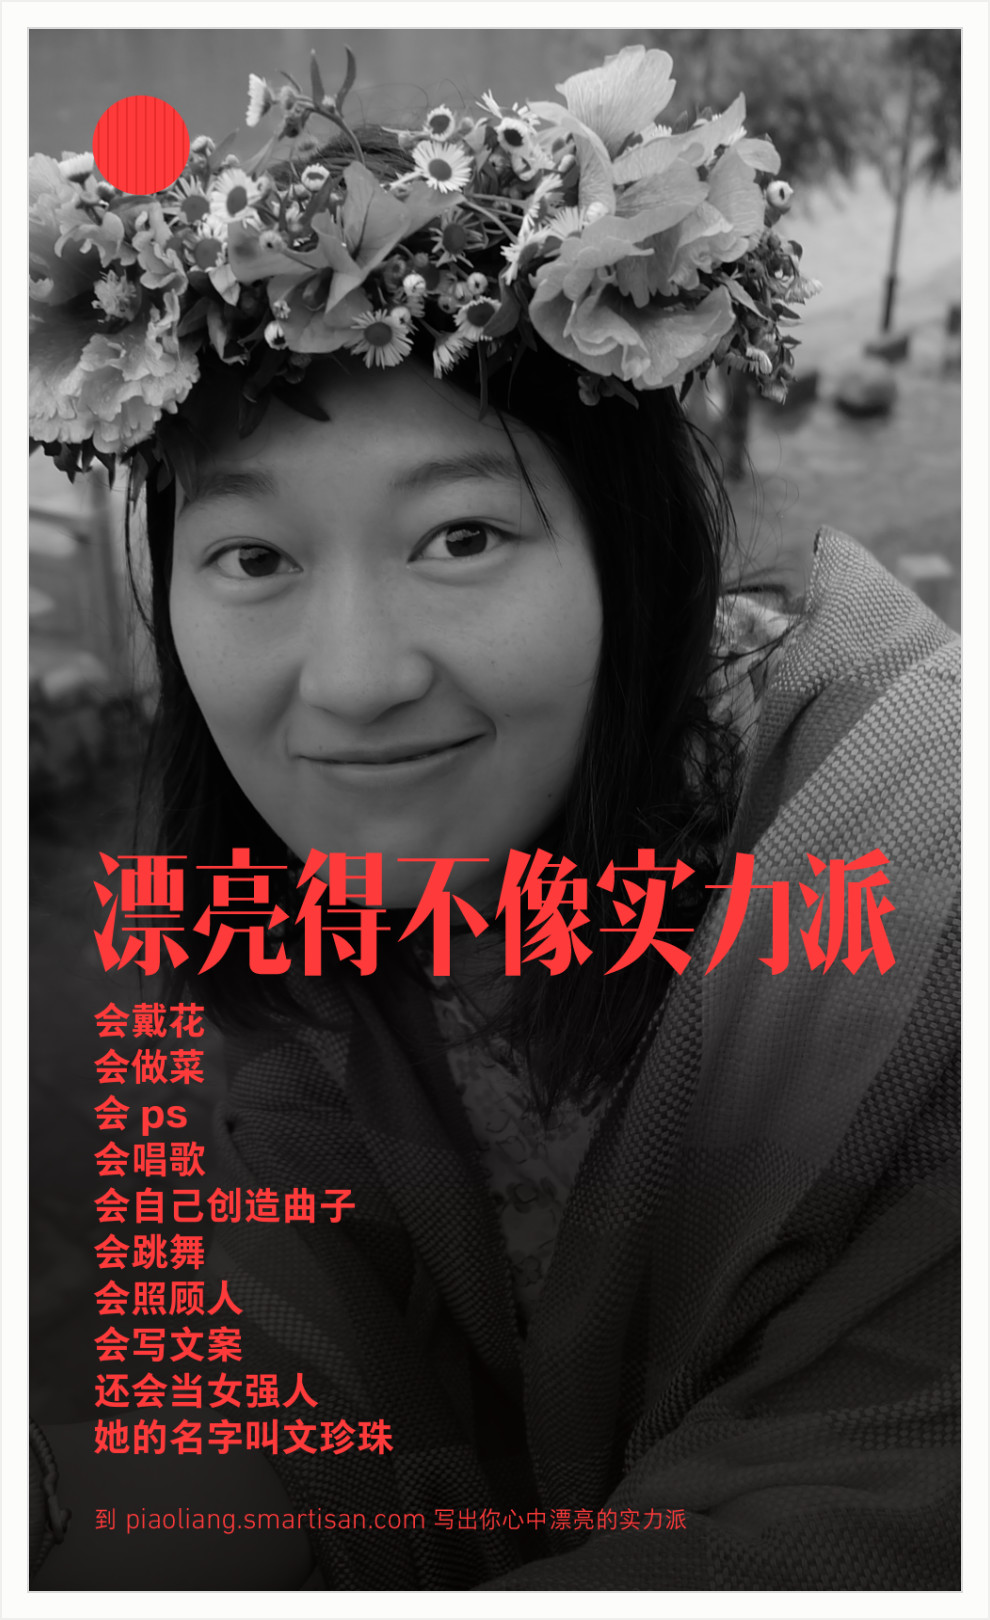 漂亮得不像实力派
会戴花
会做菜
会 ps
会唱歌
会自己创造曲子
会跳舞
会照顾人
会写文案
还会当女强人
她的名字叫文珍珠
到 piaoliang.smartisan.com 写出你心中漂亮的实力派